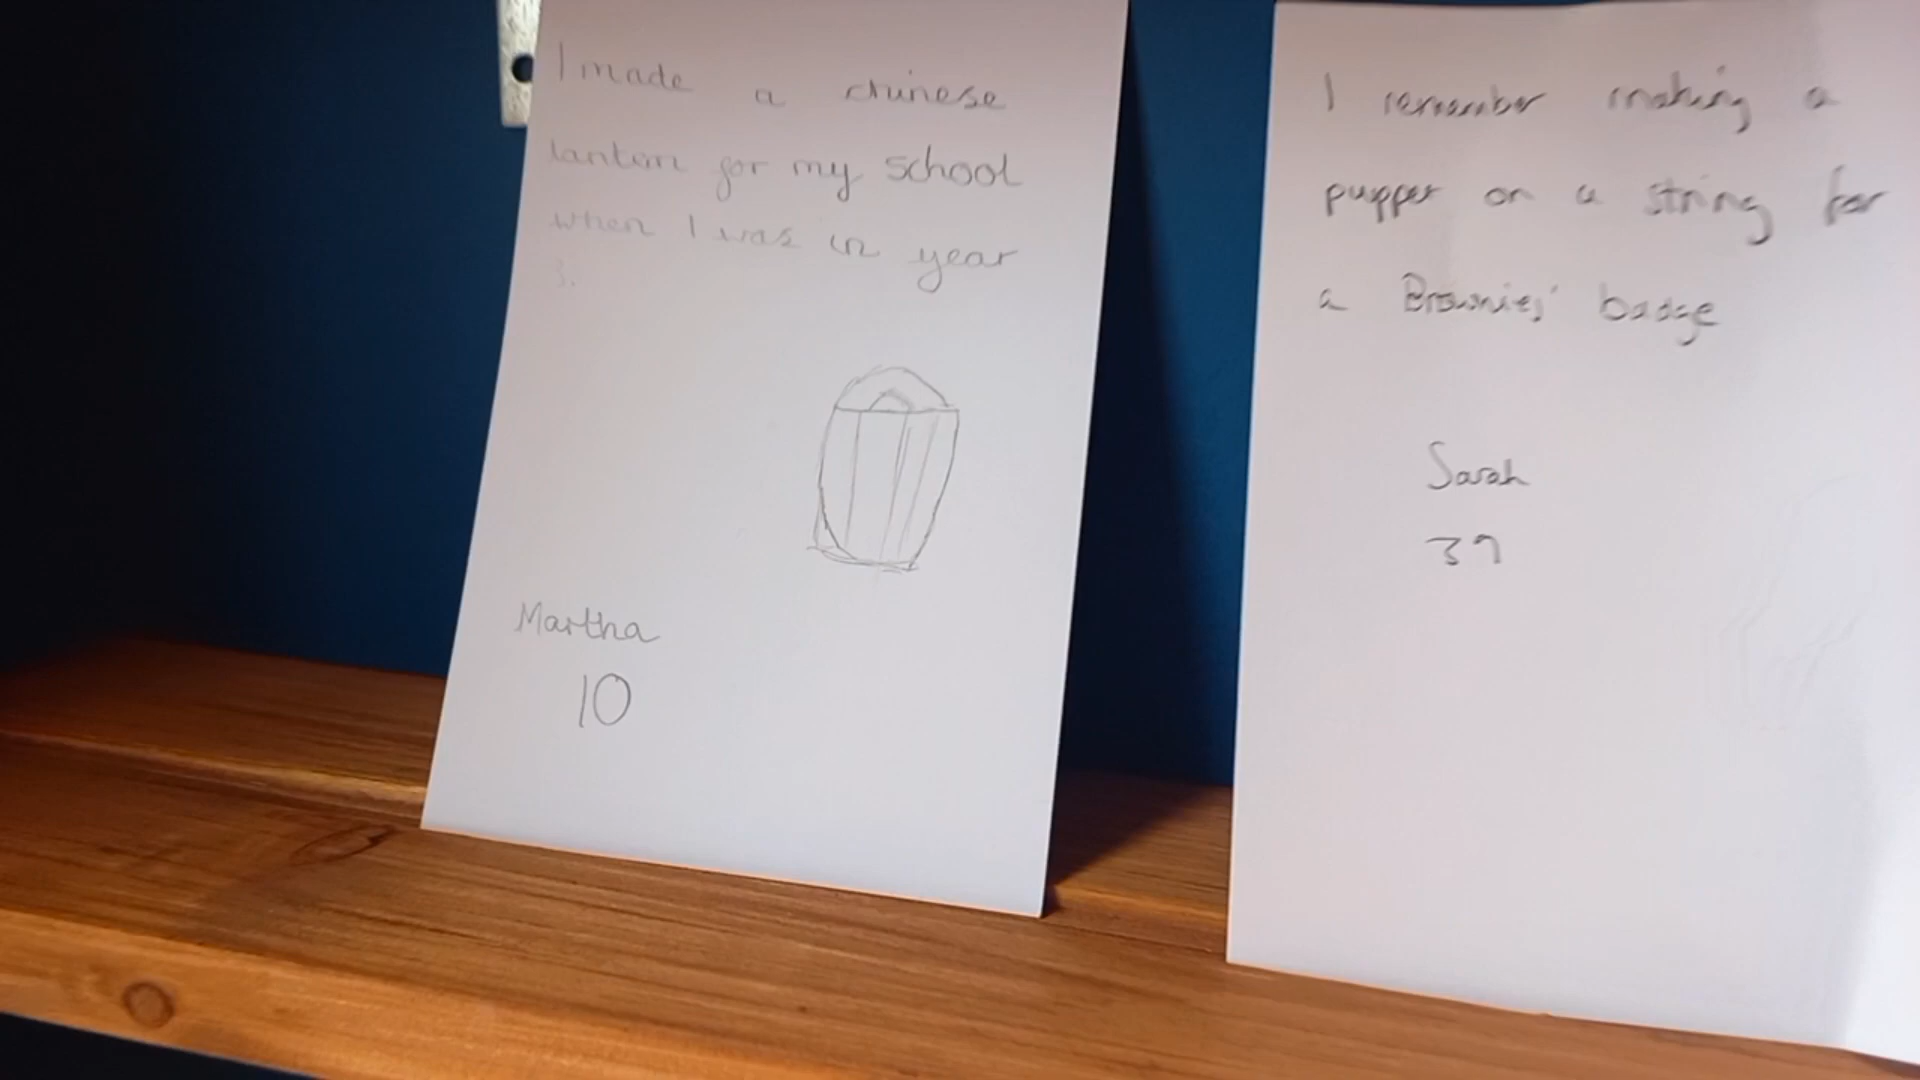 I made a chinese
lantern for my school
when I was in year
3.
Martha
10
I remember making a
puppet on a string for
a Brownies' badge
Sarah
39